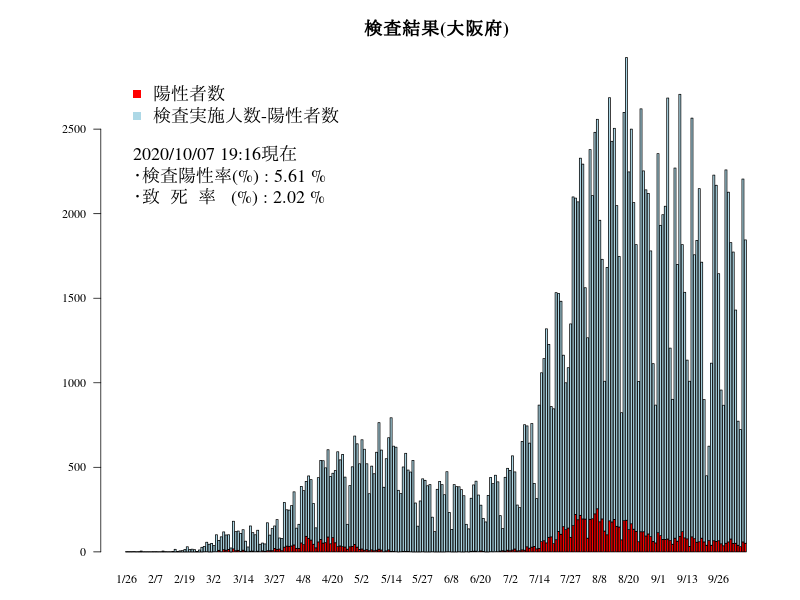 検査結果(大阪府)
陽性者数
検査実施人数-陽性者数
2020/10/07 19:16現在
・検査陽性率(%) : 5.61 %
・致 死 率 (%) : 2.02 %
2500
2000
1500
1000
500
0
1/26 2/7 2/19 3/2 3/14 3/27 4/8 4/20 5/2 5/14 5/27 6/8 6/20 7/2 7/14 7/27 8/8 8/20 9/1 9/13 9/26